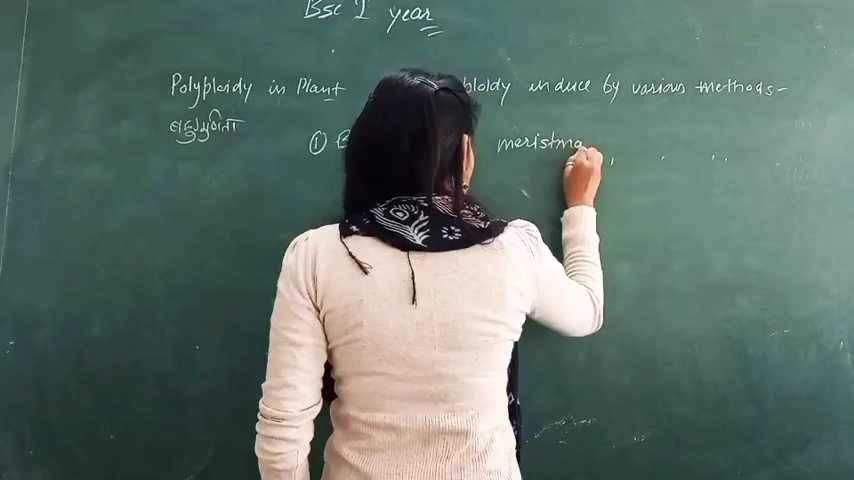 Bsc I year
Polyploidy in Plant ploidy induce by various methods-
बहुगुणिता
① meristma